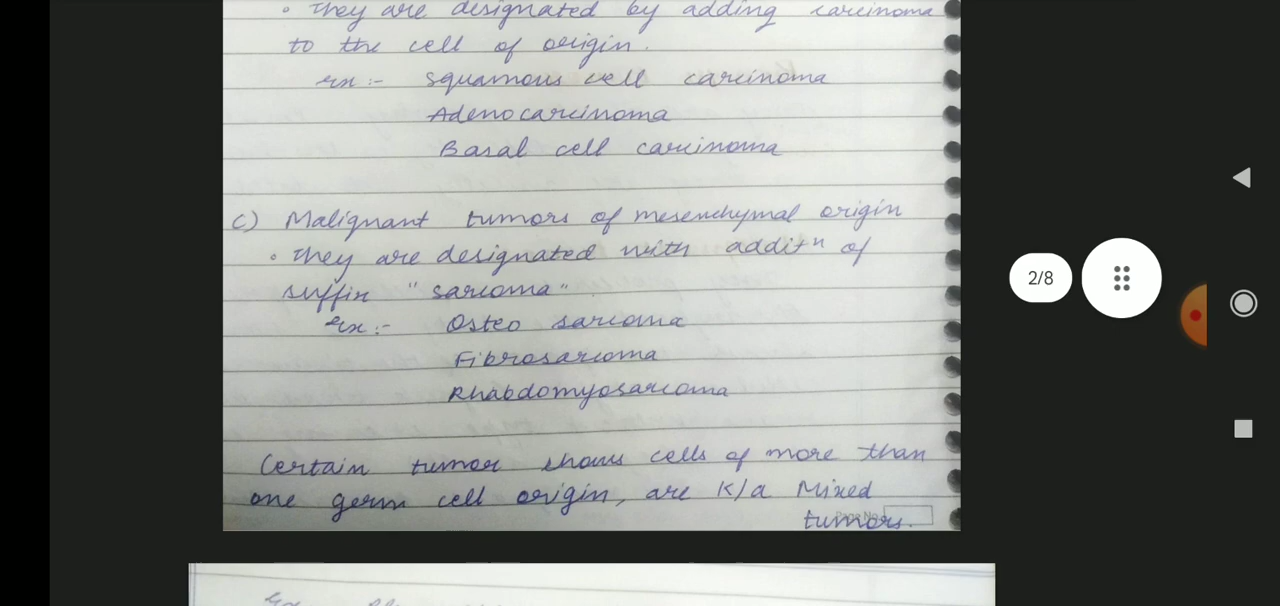 • They are designated by adding carcinoma
to the cell of origin.
ex :- squamous cell carcinoma
Adenocarcinoma
Basal cell carcinoma
c) Malignant tumors of mesenchymal origin
• They are designated with additⁿ of
suffix "sarcoma"
ex :- Osteo sarcoma
Fibrosarcoma
Rhabdomyosarcoma
Certain tumor shows cells of more than
one germ cell origin, are K/a Mixed
tumors.
Page No.
2/8